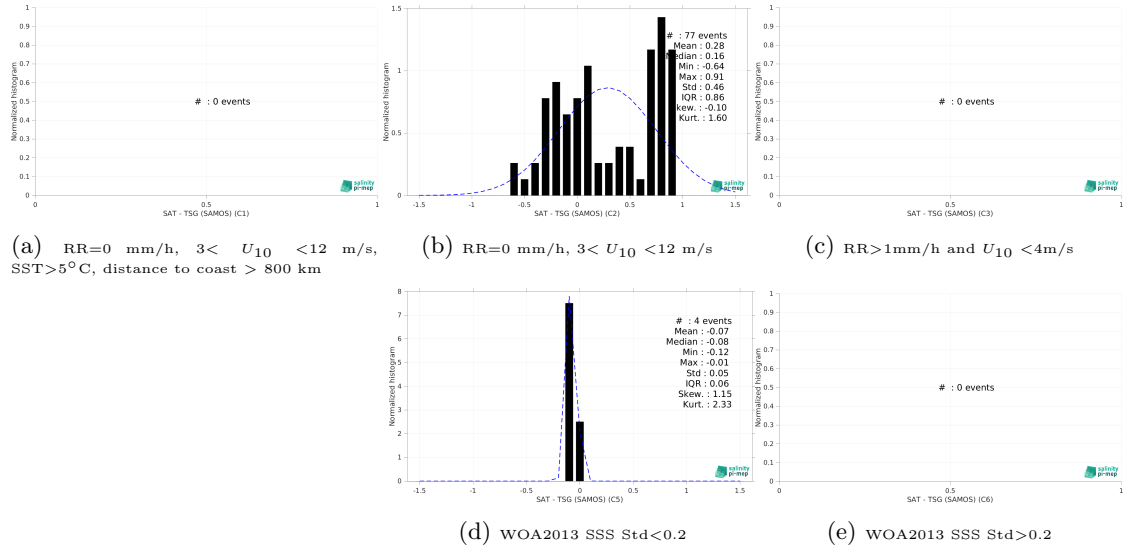 1
0.9
0.8
0.7
0.6
0.5
0.4
0.3
0.2
0.1
0
Normalized histogram
# : 0 events
salinity
pi-mep
0 0.5 1
SAT - TSG (SAMOS) (C1)
(a) RR=0 mm/h, 3< U10 <12 m/s,
SST>5°C, distance to coast > 800 km
1.5
1
0.5
0
Normalized histogram
# : 77 events
Mean : 0.28
Median : 0.16
Min : -0.64
Max : 0.91
Std : 0.46
IQR : 0.86
Skew. : -0.10
Kurt. : 1.60
salinity
pi-mep
-1.5 -1 -0.5 0 0.5 1 1.5
SAT - TSG (SAMOS) (C2)
(b) RR=0 mm/h, 3< U10 <12 m/s
1
0.9
0.8
0.7
0.6
0.5
0.4
0.3
0.2
0.1
0
Normalized histogram
# : 0 events
salinity
pi-mep
0 0.5 1
SAT - TSG (SAMOS) (C3)
(c) RR>1mm/h and U10 <4m/s
8
7
6
5
4
3
2
1
0
Normalized histogram
# : 4 events
Mean : -0.07
Median : -0.08
Min : -0.12
Max : -0.01
Std : 0.05
IQR : 0.06
Skew. : 1.15
Kurt. : 2.33
salinity
pi-mep
-1.5 -1 -0.5 0 0.5 1 1.5
SAT - TSG (SAMOS) (C5)
(d) WOA2013 SSS Std<0.2
1
0.9
0.8
0.7
0.6
0.5
0.4
0.3
0.2
0.1
0
Normalized histogram
# : 0 events
salinity
pi-mep
0 0.5 1
SAT - TSG (SAMOS) (C6)
(e) WOA2013 SSS Std>0.2